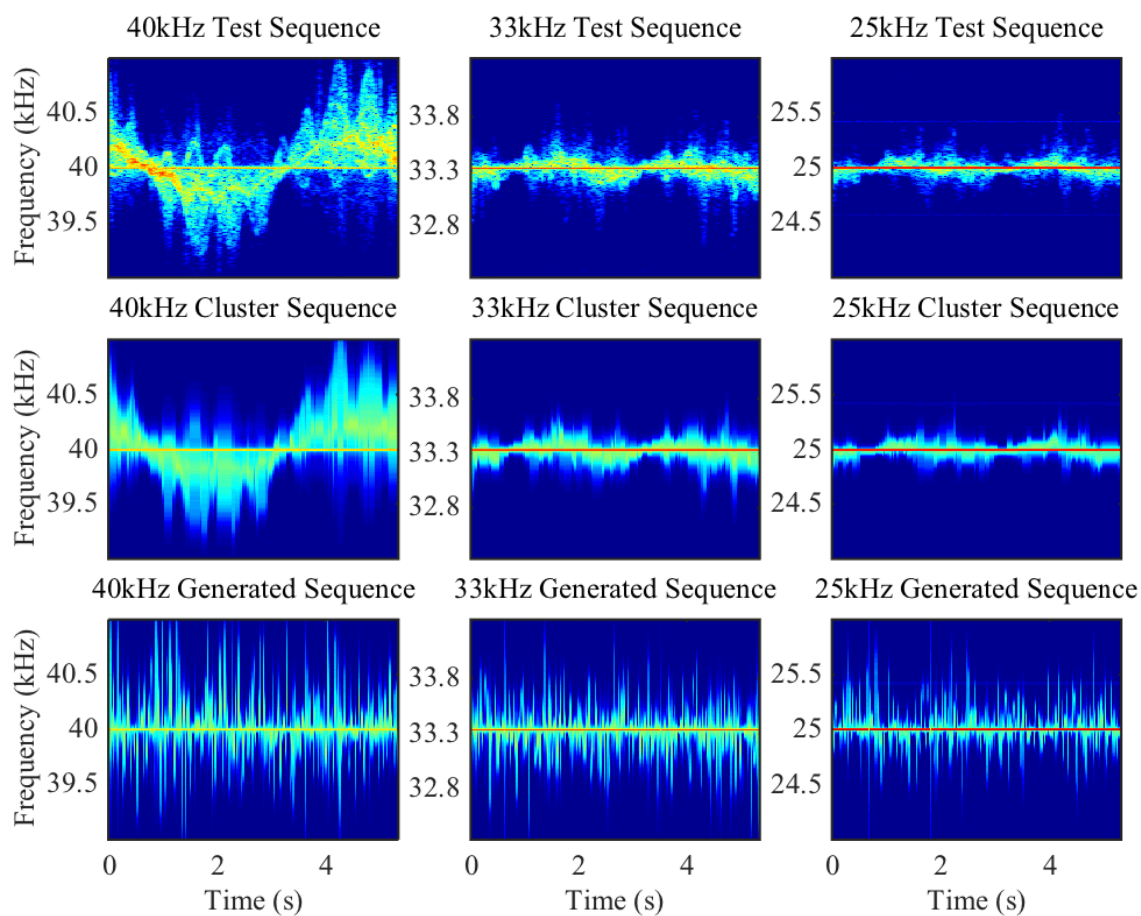 40kHz Test Sequence
33kHz Test Sequence
25kHz Test Sequence
Frequency (kHz)
40.5
40
39.5
33.8
33.3
32.8
25.5
25
24.5
40kHz Cluster Sequence
33kHz Cluster Sequence
25kHz Cluster Sequence
Frequency (kHz)
40.5
40
39.5
33.8
33.3
32.8
25.5
25
24.5
40kHz Generated Sequence
33kHz Generated Sequence
25kHz Generated Sequence
Frequency (kHz)
40.5
40
39.5
33.8
33.3
32.8
25.5
25
24.5
0 2 4
0 2 4
0 2 4
Time (s)
Time (s)
Time (s)